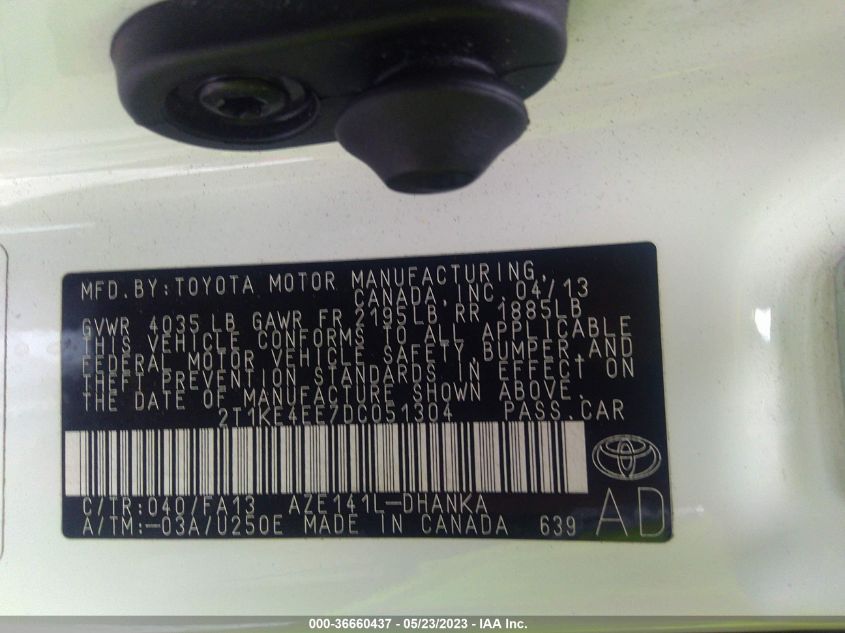 MFD.BY:TOYOTA MOTOR MANUFACTURING,
CANADA,INC. 04/13
GVWR 4035LB GAWR FR 2195LB,RR 1885LB
THIS VEHICLE CONFORMS TO ALL APPLICABLE
FEDERAL MOTOR VEHICLE SAFETY,BUMPER,AND
THEFT PREVENTION STANDARDS IN EFFECT ON
THE DATE OF MANUFACTURE SHOWN ABOVE.
2T1KE4EE7DC051304 PASS.CAR
C/TR:040/FA13 AZE141L-DHANKA
A/TM:-03A/U250E MADE IN CANADA 639
AD
000-36660437 - 05/23/2023 - IAA Inc.